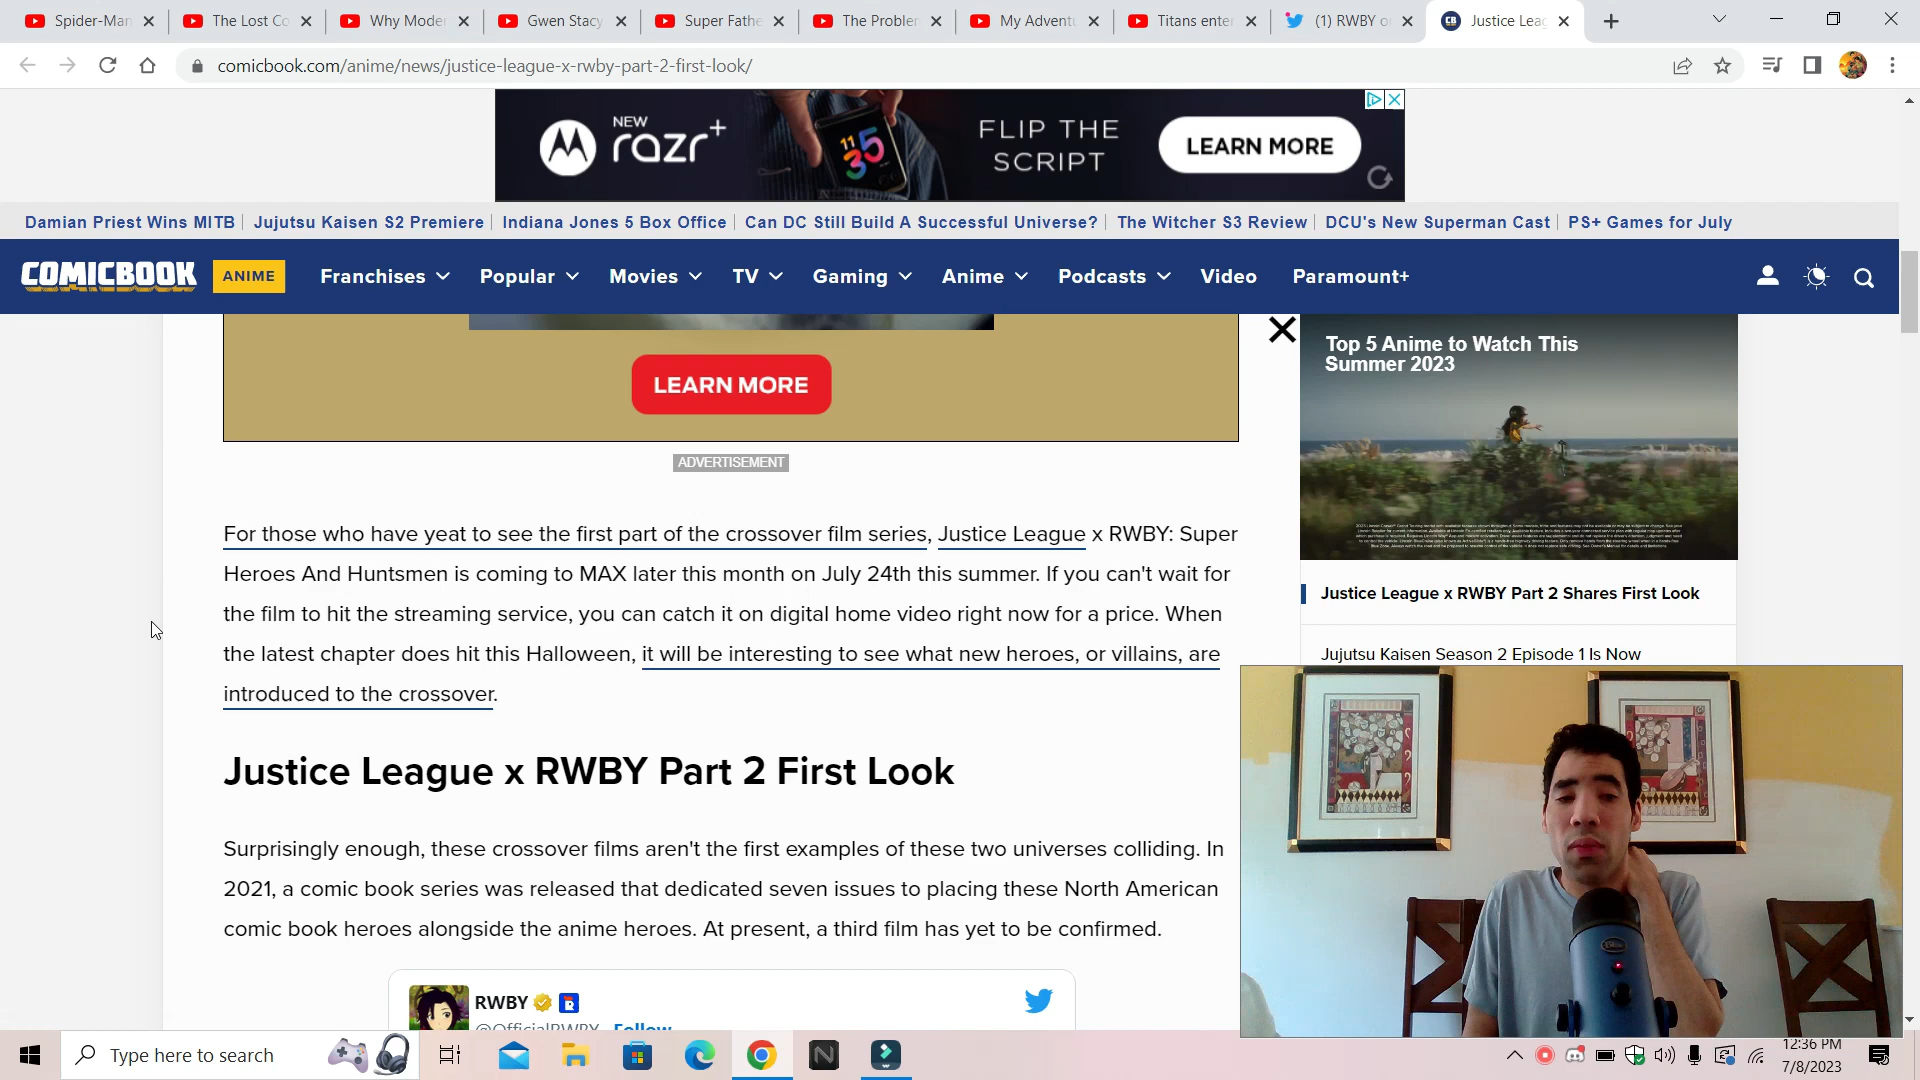 Spider-Man
The Lost Co
Why Moder
Gwen Stacy
Super Fathe
The Problem
My Adventu
Titans enter
(1) RWBY o
Justice Leag
comicbook.com/anime/news/justice-league-x-rwby-part-2-first-look/
NEW
razr+
11
35
FLIP THE
SCRIPT
LEARN MORE
Damian Priest Wins MITB
Jujutsu Kaisen S2 Premiere
Indiana Jones 5 Box Office
Can DC Still Build A Successful Universe?
The Witcher S3 Review
DCU's New Superman Cast
PS+ Games for July
COMICBOOK
ANIME
Franchises
Popular
Movies
TV
Gaming
Anime
Podcasts
Video
Paramount+
LEARN MORE
ADVERTISEMENT
For those who have yeat to see the first part of the crossover film series, Justice League x RWBY: Super
Heroes And Huntsmen is coming to MAX later this month on July 24th this summer. If you can't wait for
the film to hit the streaming service, you can catch it on digital home video right now for a price. When
the latest chapter does hit this Halloween, it will be interesting to see what new heroes, or villains, are
introduced to the crossover.
Justice League x RWBY Part 2 First Look
Surprisingly enough, these crossover films aren't the first examples of these two universes colliding. In
2021, a comic book series was released that dedicated seven issues to placing these North American
comic book heroes alongside the anime heroes. At present, a third film has yet to be confirmed.
RWBY
@OfficialRWBY Follow
Top 5 Anime to Watch This
Summer 2023
Justice League x RWBY Part 2 Shares First Look
Jujutsu Kaisen Season 2 Episode 1 Is Now
Blue
Type here to search
12:36 PM
7/8/2023